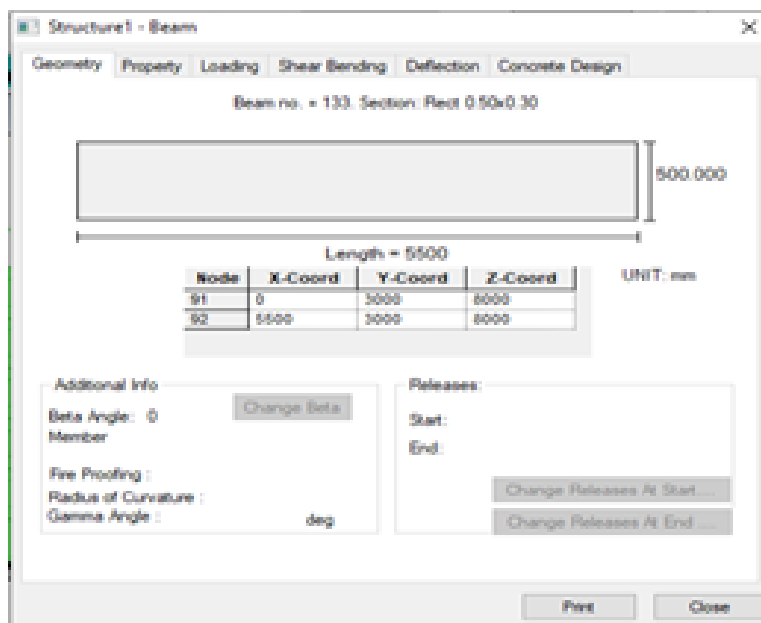 Structure1 - Beam
Geometry Property Loading Shear Bending Deflection Concrete Design
Beam no. = 133. Section: Rect 0.50x0.30
500.000
Length = 5500
UNIT: mm
Node X-Coord Y-Coord Z-Coord
91 0 3000 8000
92 5500 3000 8000
Additional Info
Beta Angle: 0
Change Beta
Member
Fire Proofing :
Radius of Curvature :
Gamma Angle :
deg
Releases:
Start:
End:
Change Releases At Start....
Change Releases At End ....
Print Close